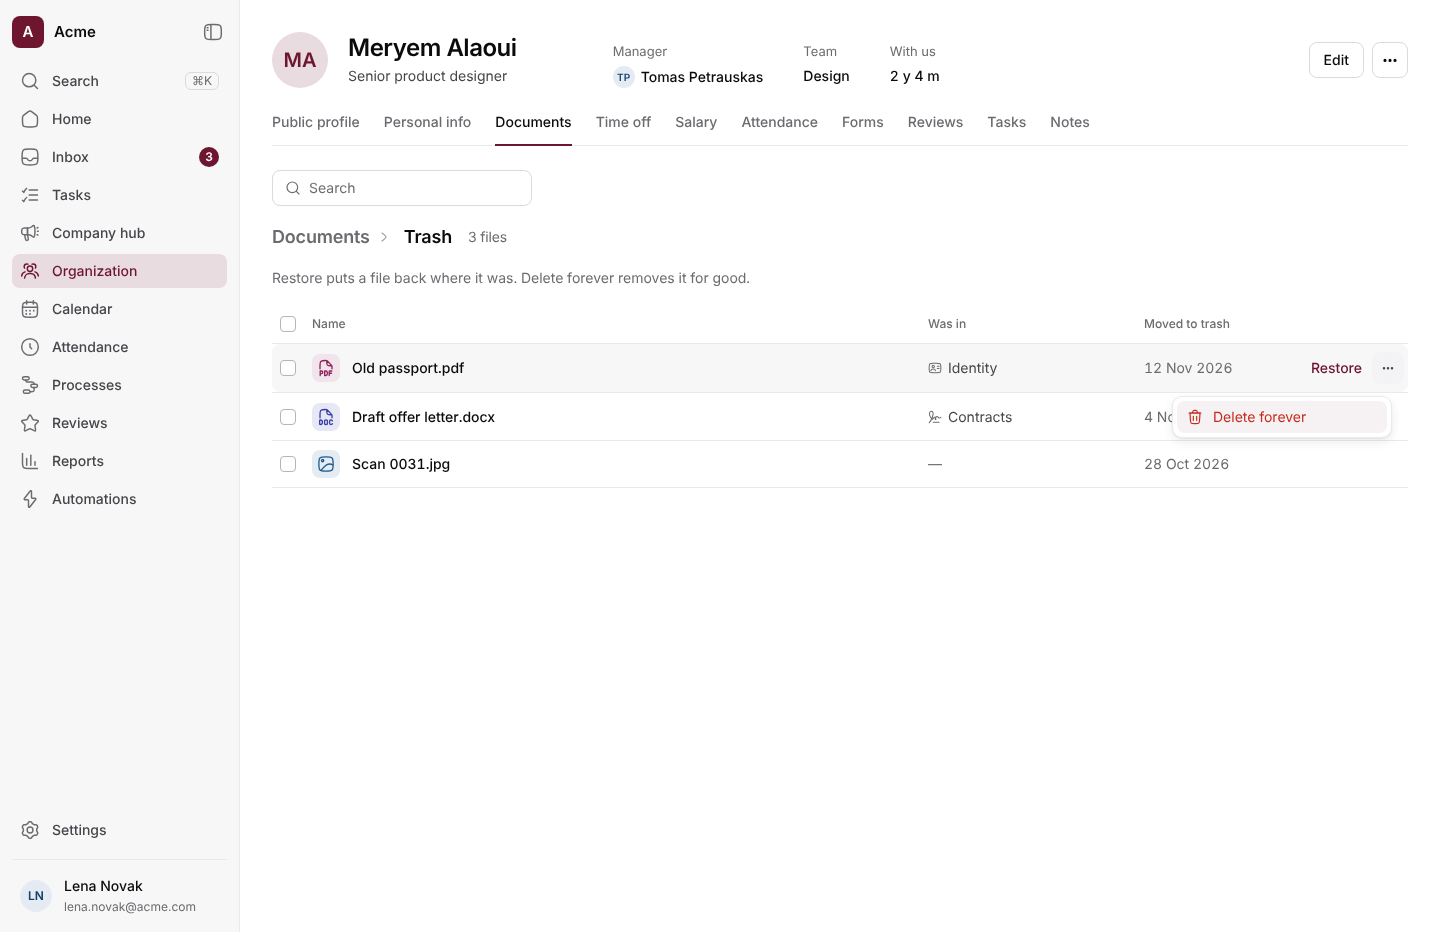 A Acme
Search ⌘K
Home
Inbox 3
Tasks
Company hub
Organization
Calendar
Attendance
Processes
Reviews
Reports
Automations
Settings
LN Lena Novak
lena.novak@acme.com
MA
Meryem Alaoui
Senior product designer
Manager
TP Tomas Petrauskas
Team
Design
With us
2 y 4 m
Edit
Public profile Personal info Documents Time off Salary Attendance Forms Reviews Tasks Notes
Search
Documents > Trash 3 files
Restore puts a file back where it was. Delete forever removes it for good.
Name Was in Moved to trash
PDF Old passport.pdf Identity 12 Nov 2026 Restore
DOC Draft offer letter.docx Contracts 4
Delete forever
Scan 0031.jpg — 28 Oct 2026